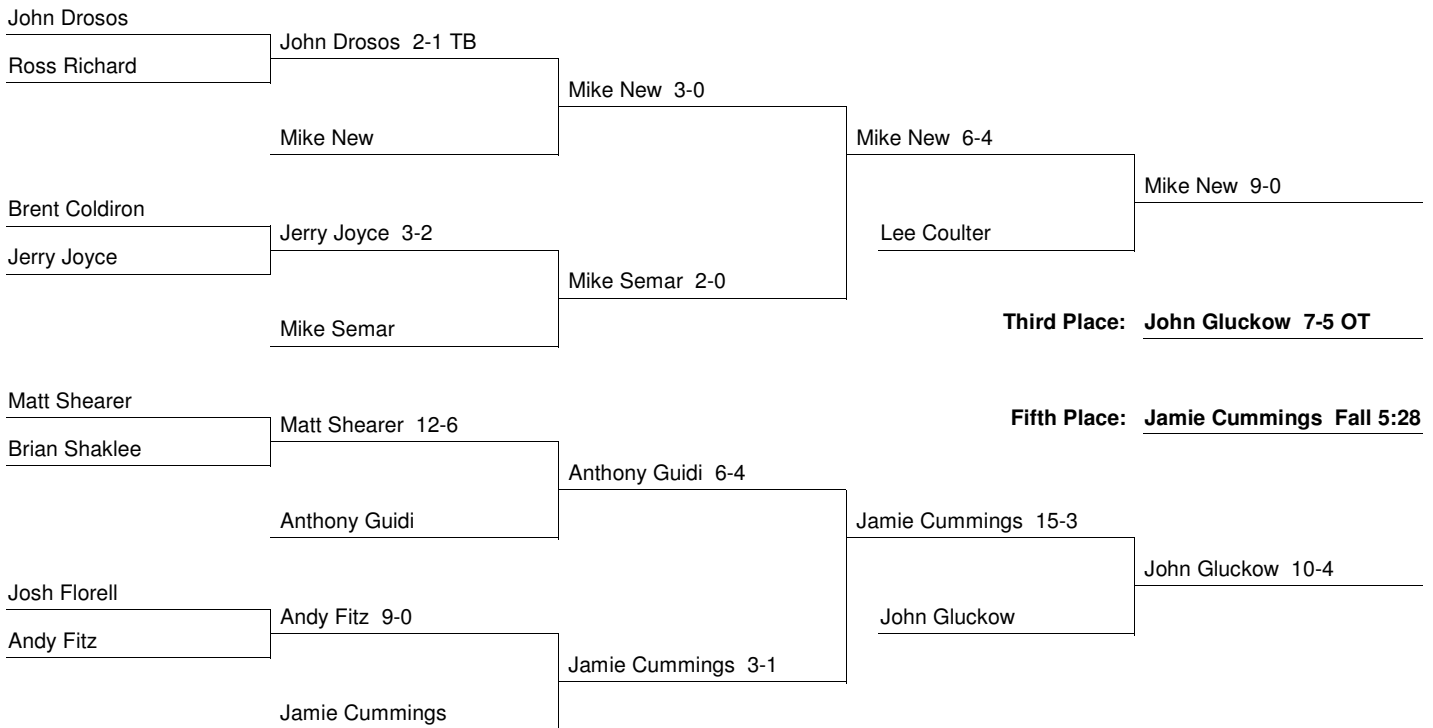 John Drosos
John Drosos 2-1 TB
Ross Richard
Mike New 3-0
Mike New
Mike New 6-4
Mike New 9-0
Brent Coldiron
Jerry Joyce 3-2
Lee Coulter
Jerry Joyce
Mike Semar 2-0
Mike Semar
Third Place: John Gluckow 7-5 OT
Matt Shearer
Matt Shearer 12-6
Fifth Place: Jamie Cummings Fall 5:28
Brian Shaklee
Anthony Guidi 6-4
Anthony Guidi
Jamie Cummings 15-3
John Gluckow 10-4
Josh Florell
Andy Fitz 9-0
John Gluckow
Andy Fitz
Jamie Cummings 3-1
Jamie Cummings